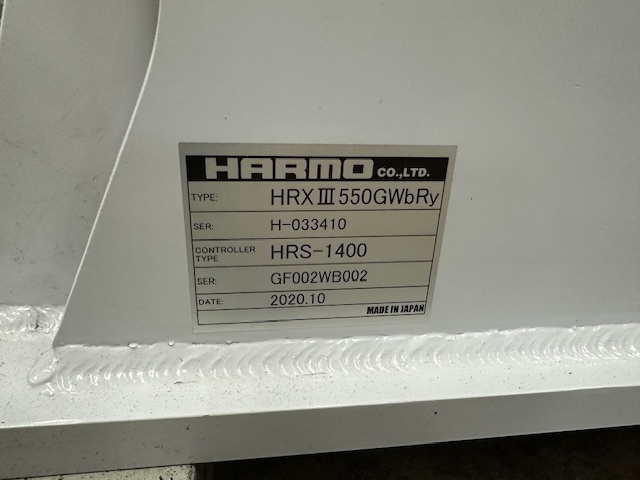 HARMO CO.,LTD.
TYPE: HRXⅢ550GWbRy
SER: H-033410
CONTROLLER TYPE HRS-1400
SER: GF002WB002
DATE: 2020.10
MADE IN JAPAN